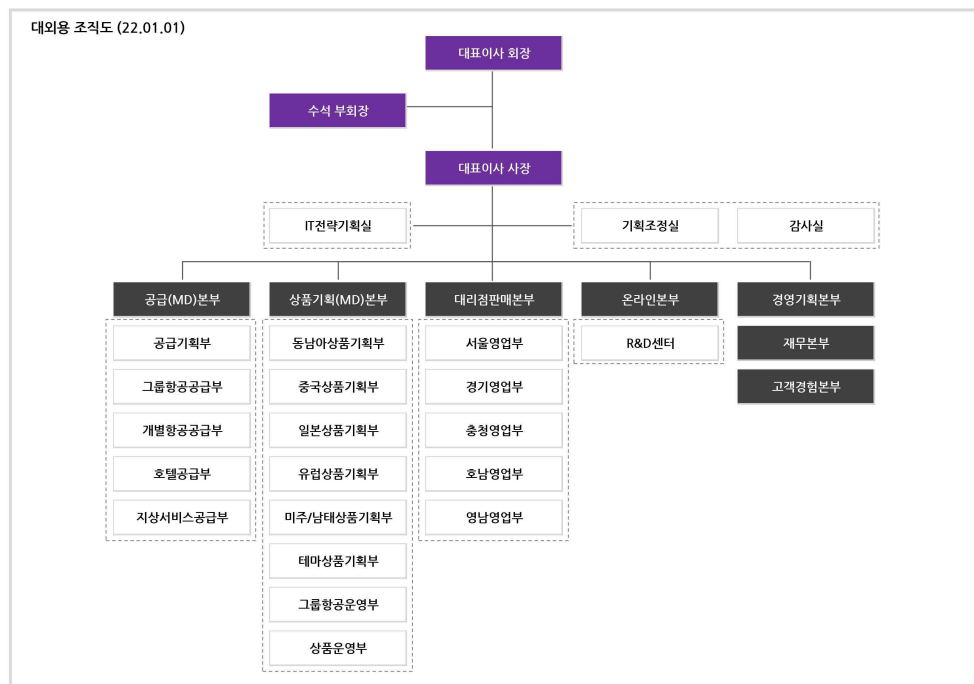 대외용 조직도 (22.01.01)
대표이사 회장
수석 부회장
대표이사 사장
IT전략기획실
기획조정실
감사실
공급(MD)본부
상품기획(MD)본부
대리점판매본부
온라인본부
경영기획본부
공급기획부
동남아상품기획부
서울영업부
R&D센터
재무본부
그룹항공공급부
중국상품기획부
경기영업부
고객경험본부
개별항공공급부
일본상품기획부
충청영업부
호텔공급부
유럽상품기획부
호남영업부
지상서비스공급부
미주/남태상품기획부
영남영업부
테마상품기획부
그룹항공운영부
상품운영부